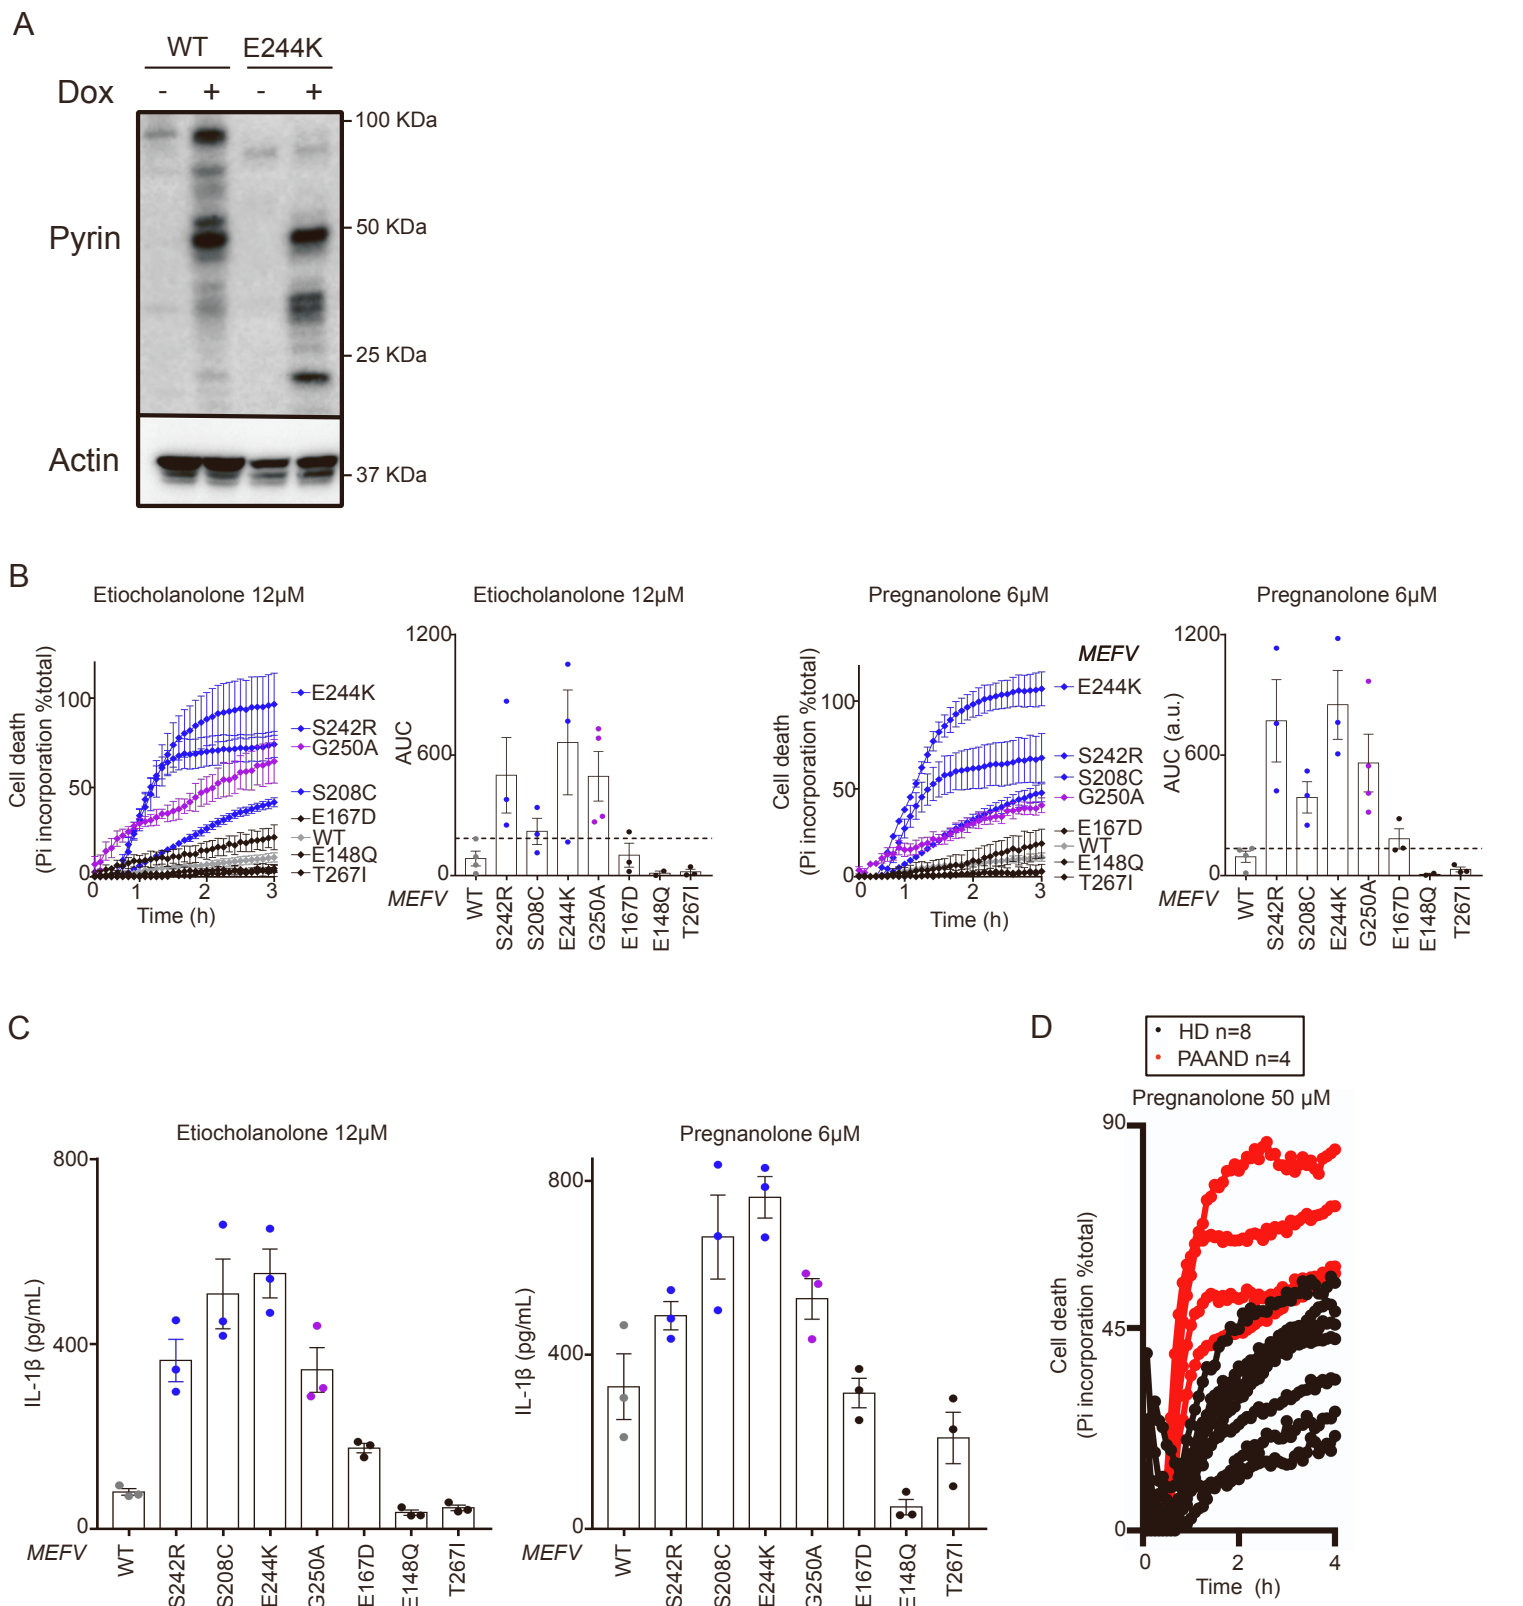 A
WT E244K
Dox - + - +
100 KDa
Pyrin
50 KDa
25 KDa
Actin
37 KDa
B
Etiocholanolone 12µM
Cell death
(Pi incorporation %total)
100
50
0
0 1 2 3
Time (h)
E244K
S242R
G250A
S208C
E167D
WT
E148Q
T267I
Etiocholanolone 12µM
AUC
1200
600
0
MEFV
WT
S242R
S208C
E244K
G250A
E167D
E148Q
T267I
Pregnanolone 6µM
Cell death
(Pi incorporation %total)
100
50
0
0 1 2 3
Time (h)
MEFV
E244K
S242R
S208C
G250A
E167D
WT
E148Q
T267I
Pregnanolone 6µM
AUC (a.u.)
1200
600
0
MEFV
WT
S242R
S208C
E244K
G250A
E167D
E148Q
T267I
C
Etiocholanolone 12µM
IL-1β (pg/mL)
800
400
0
MEFV
WT
S242R
S208C
E244K
G250A
E167D
E148Q
T267I
Pregnanolone 6µM
IL-1β (pg/mL)
800
400
0
MEFV
WT
S242R
S208C
E244K
G250A
E167D
E148Q
T267I
D
HD n=8
PAAND n=4
Pregnanolone 50 µM
Cell death
(Pi incorporation %total)
90
45
0
0 2 4
Time (h)